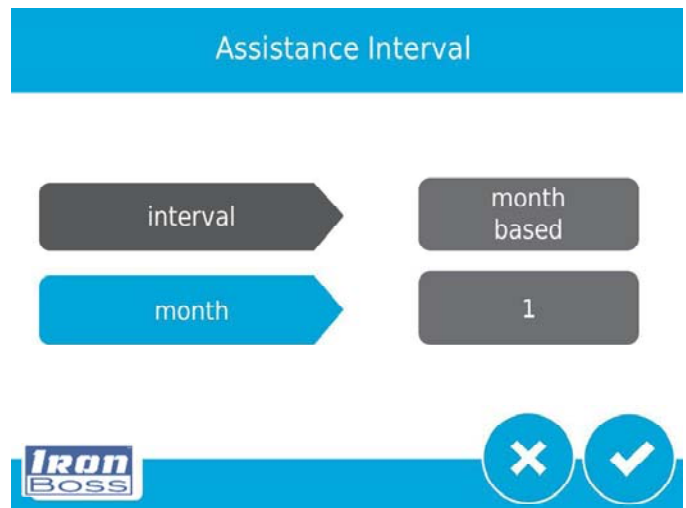 Assistance Interval
interval
month
based
month
1
IRON
BOSS